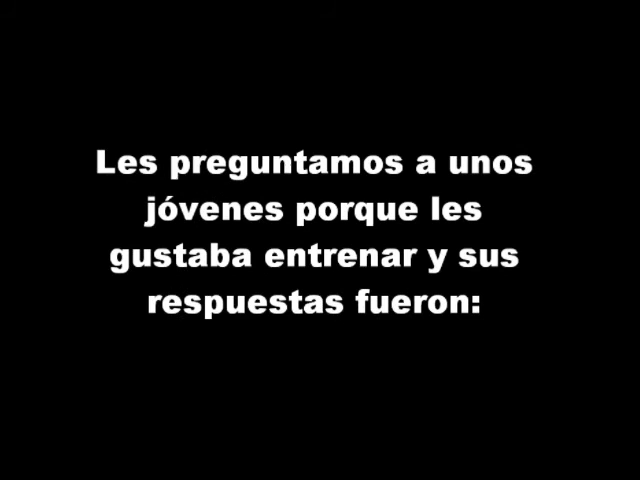 Les preguntamos a unos
jóvenes porque les
gustaba entrenar y sus
respuestas fueron: